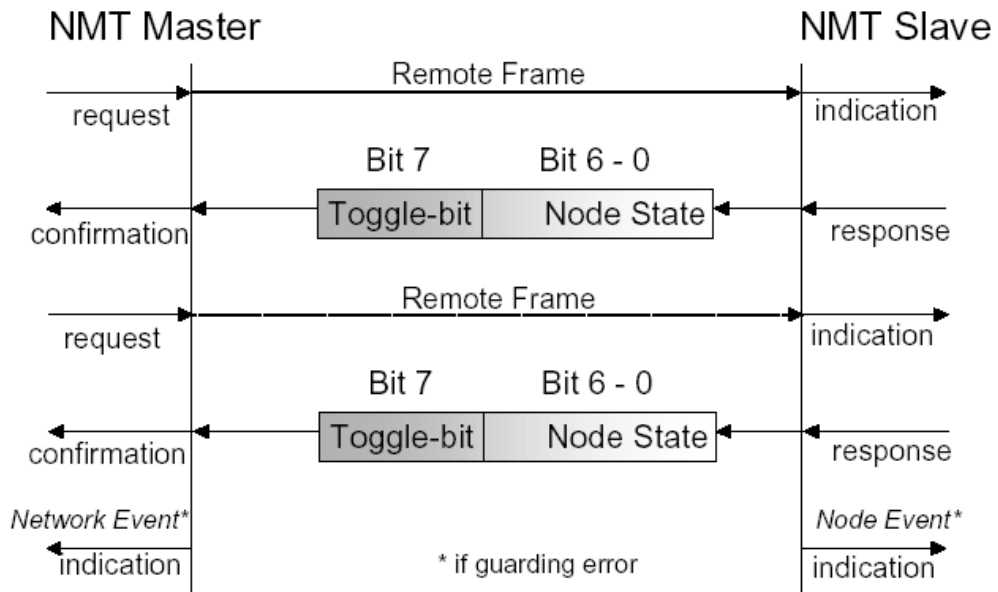 NMT Master
NMT Slave
Remote Frame
request
indication
Bit 7
Bit 6 - 0
Toggle-bit
Node State
confirmation
response
Remote Frame
request
indication
Bit 7
Bit 6 - 0
Toggle-bit
Node State
confirmation
response
Network Event*
Node Event*
indication
* if guarding error
indication